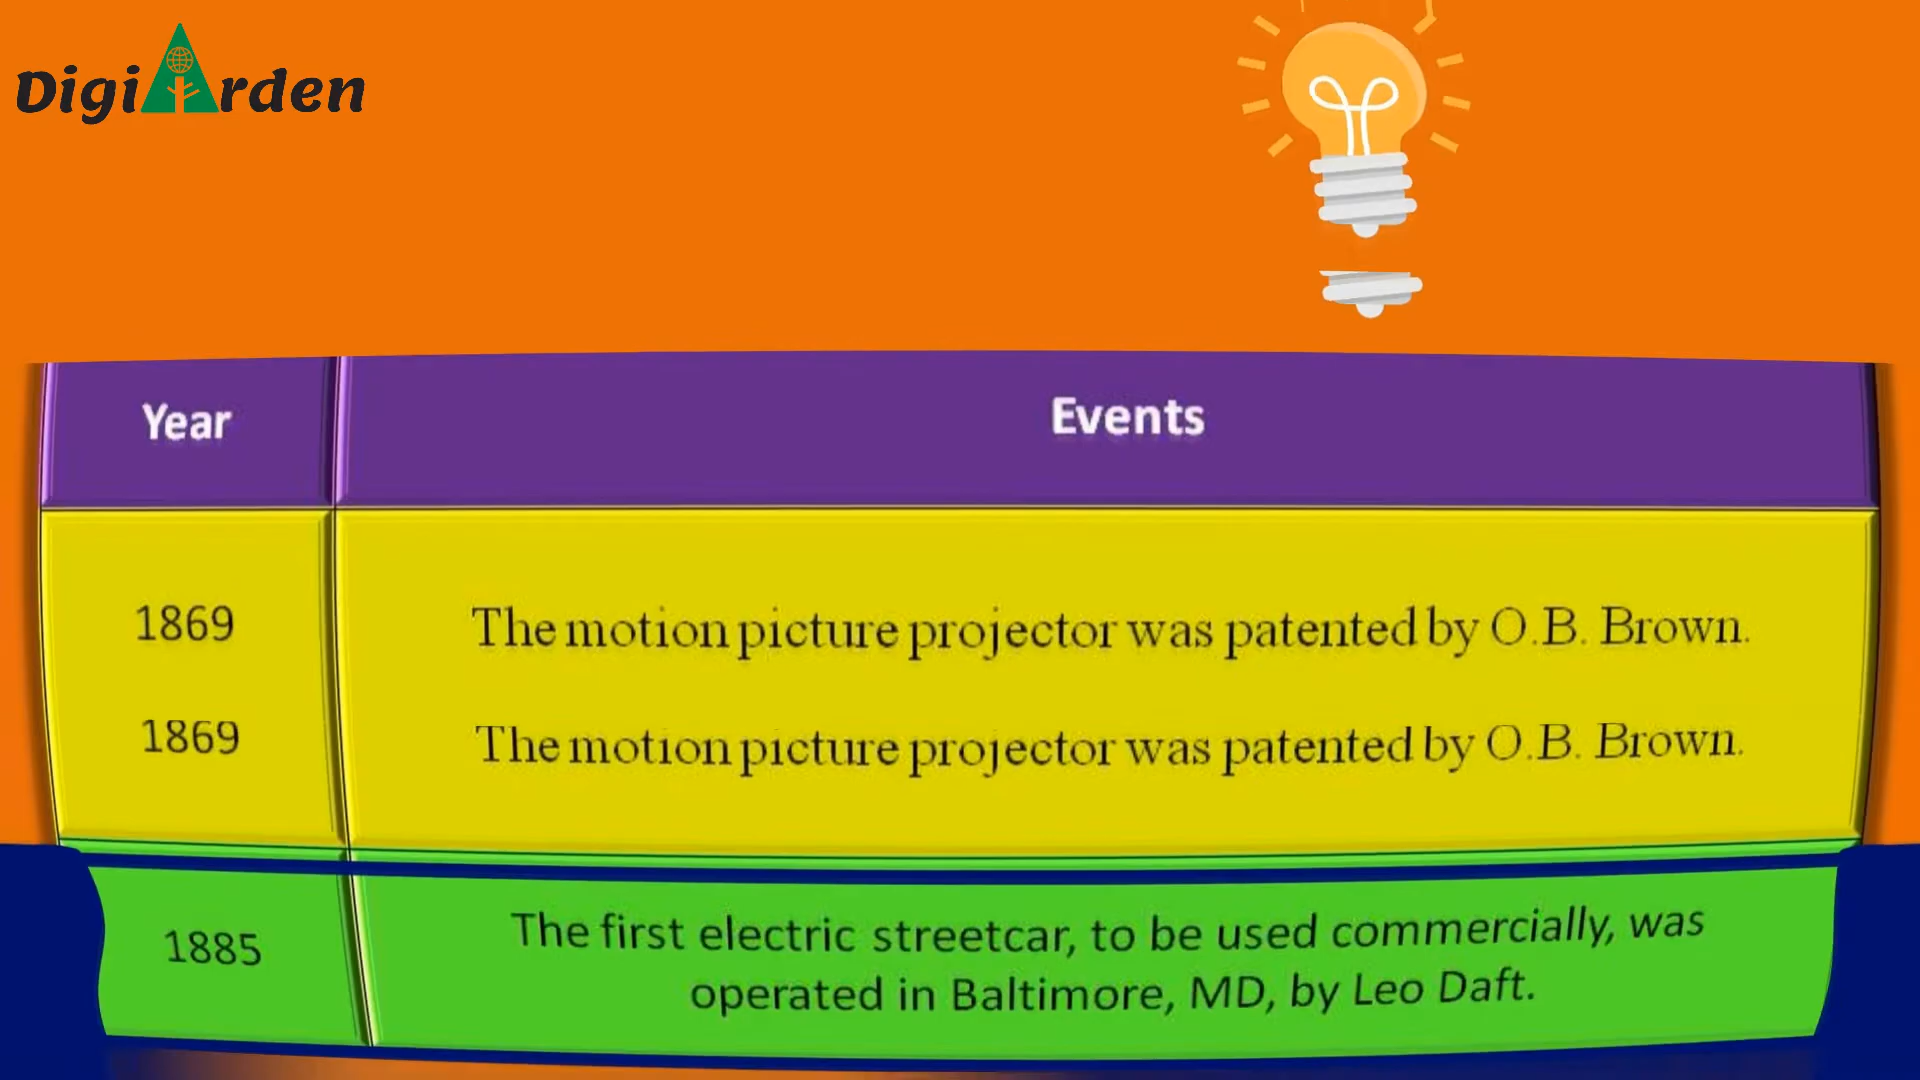 DigiArden
Year Events
1869 The motion picture projector was patented by O.B. Brown.
1869 The motion picture projector was patented by O.B. Brown.
1885 The first electric streetcar, to be used commercially, was
operated in Baltimore, MD, by Leo Daft.